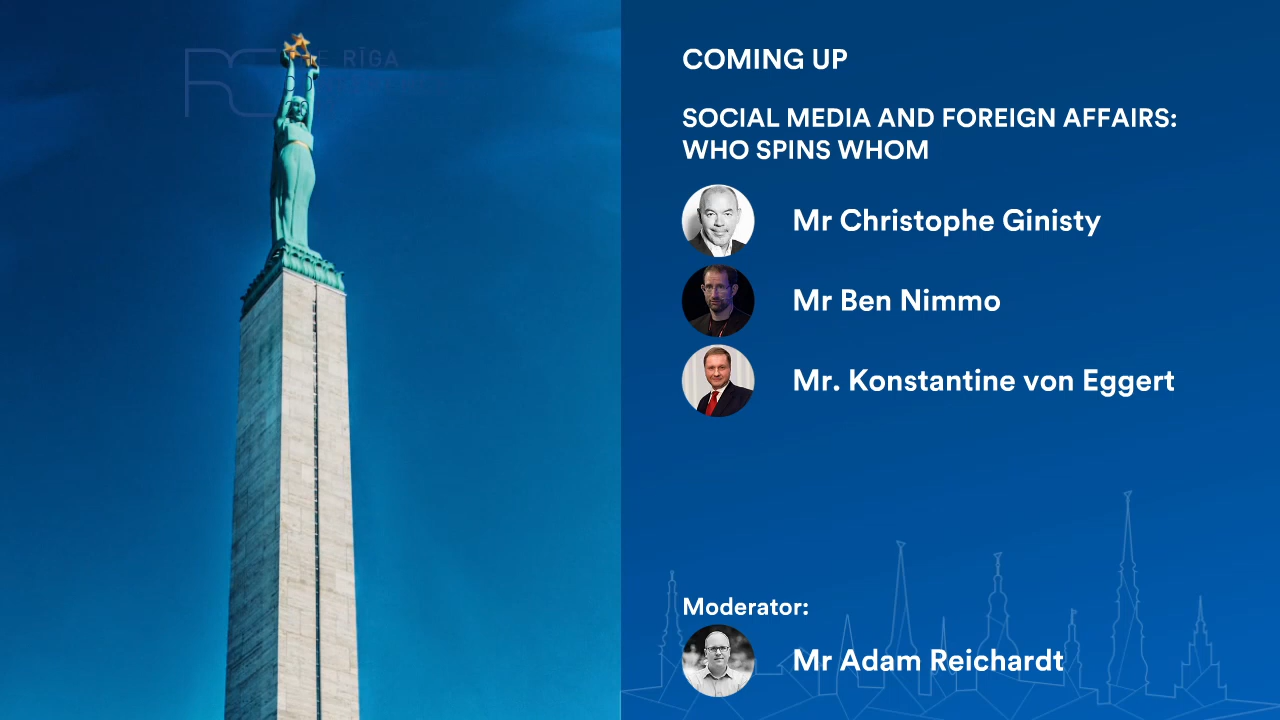 RĪGA
COMING UP
SOCIAL MEDIA AND FOREIGN AFFAIRS:
WHO SPINS WHOM
Mr Christophe Ginisty
Mr Ben Nimmo
Mr. Konstantine von Eggert
Moderator:
Mr Adam Reichardt